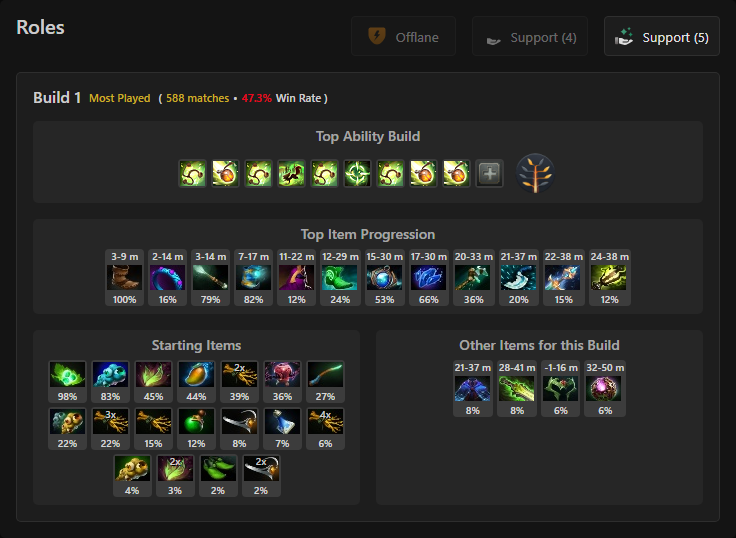 Roles
Offlane
Support (4)
Support (5)
Build 1 Most Played ( 588 matches • 47.3% Win Rate )
Top Ability Build
Top Item Progression
3-9 m 2-14 m 3-14 m 7-17 m 11-22 m 12-29 m 15-30 m 17-30 m 20-33 m 21-37 m 22-38 m 24-38 m
100% 16% 79% 82% 12% 24% 53% 66% 36% 20% 15% 12%
Starting Items
2x
98% 83% 45% 44% 39% 36% 27%
3x 4x
22% 22% 15% 12% 8% 7% 6%
2x 2x
4% 3% 2% 2%
Other Items for this Build
21-37 m 28-41 m -1-16 m 32-50 m
8% 8% 6% 6%